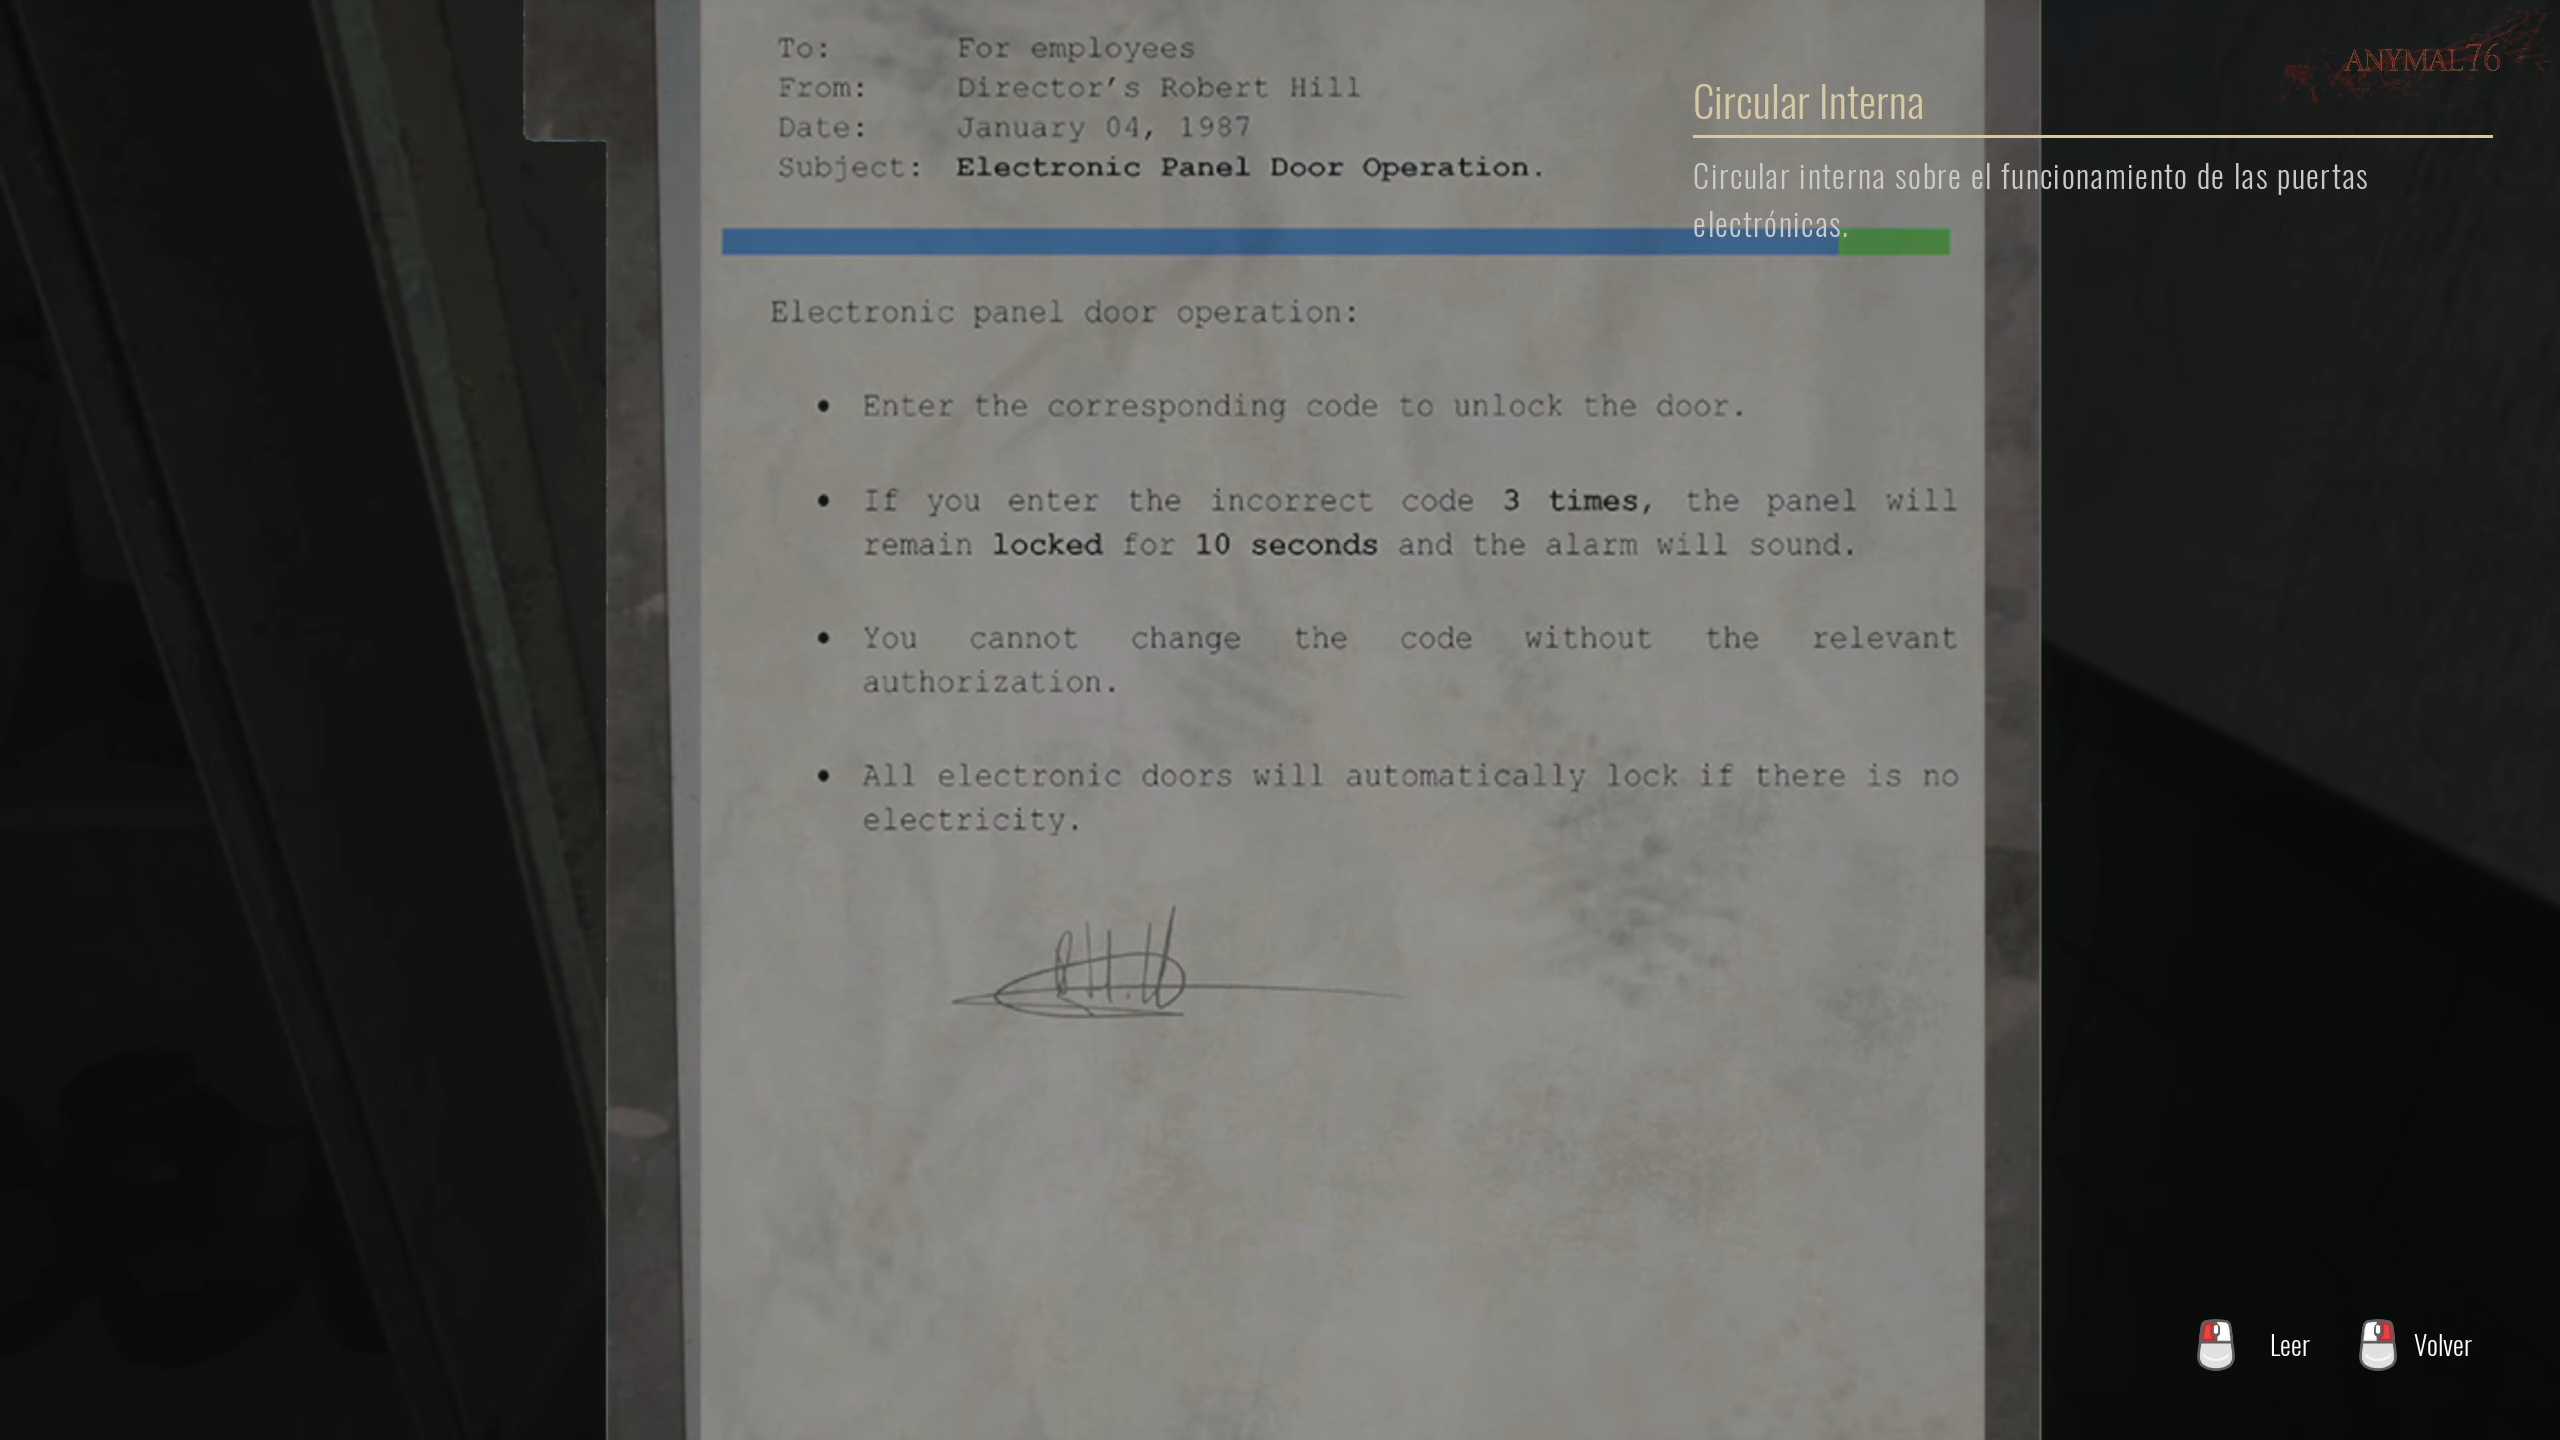 To: For employees
From: Director's Robert Hill
Date: January 04, 1987
Subject: Electronic Panel Door Operation.
ANYMAL76
Circular Interna
Circular interna sobre el funcionamiento de las puertas
electrónicas.
Electronic panel door operation:
• Enter the corresponding code to unlock the door.
• If you enter the incorrect code 3 times, the panel will
remain locked for 10 seconds and the alarm will sound.
• You cannot change the code without the relevant
authorization.
• All electronic doors will automatically lock if there is no
electricity.
Leer
Volver